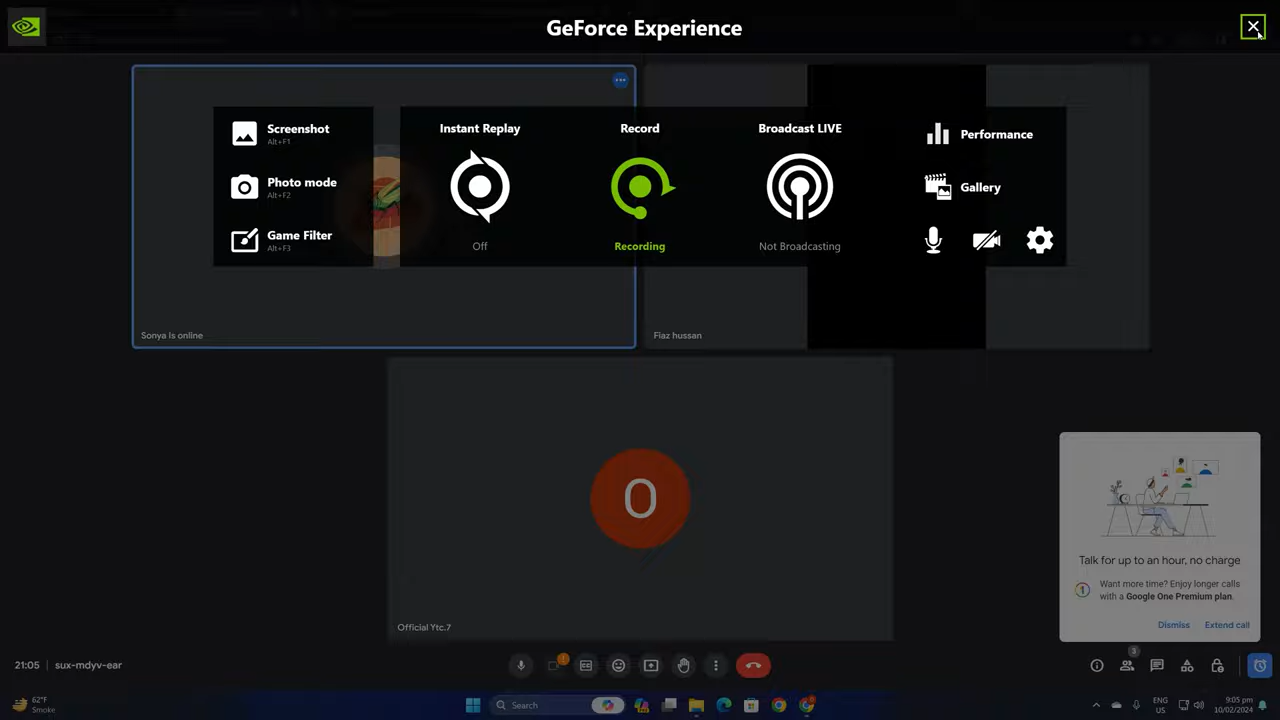 GeForce Experience
Screenshot
Alt+F1
Photo mode
Alt+F2
Game Filter
Alt+F3
Instant Replay
Off
Record
Recording
Broadcast LIVE
Not Broadcasting
Performance
Gallery
Sonya Is online
Fiaz hussan
O
Official Ytc.7
Talk for up to an hour, no charge
1
Want more time? Enjoy longer calls
with a Google One Premium plan.
Dismiss
Extend call
21:05
sux-mdyv-ear
3
62°F
Smoke
Search
ENG
US
9:05 pm
10/02/2024